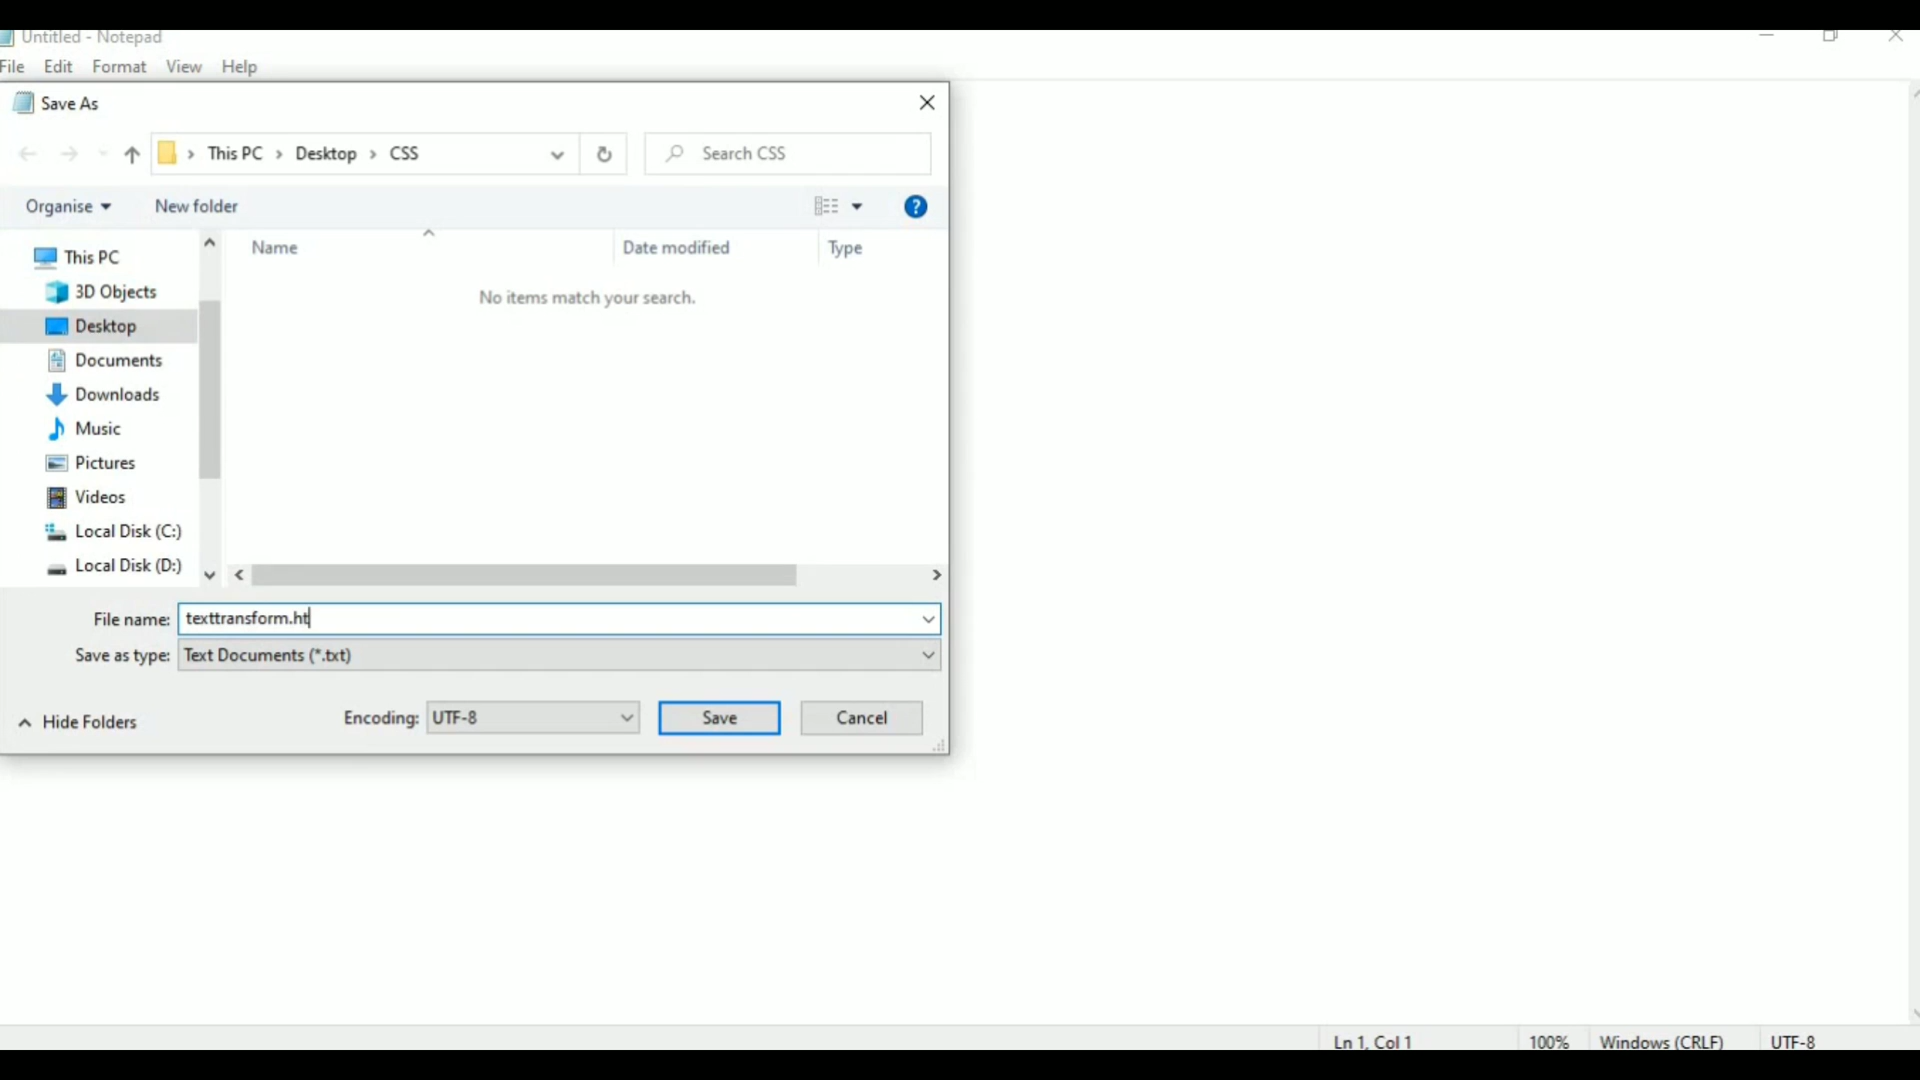 Untitled - Notepad
File Edit Format View Help
Save As
This PC › Desktop › CSS
Search CSS
Organise
New folder
Name
Date modified
Type
This PC
No items match your search.
3D Objects
Desktop
Documents
Downloads
Music
Pictures
Videos
Local Disk (C:)
Local Disk (D:)
File name: texttransform.ht
Save as type: Text Documents (*.txt)
Hide Folders
Encoding: UTF-8
Save
Cancel
Ln 1, Col 1
100%
Windows (CRLF)
UTF-8